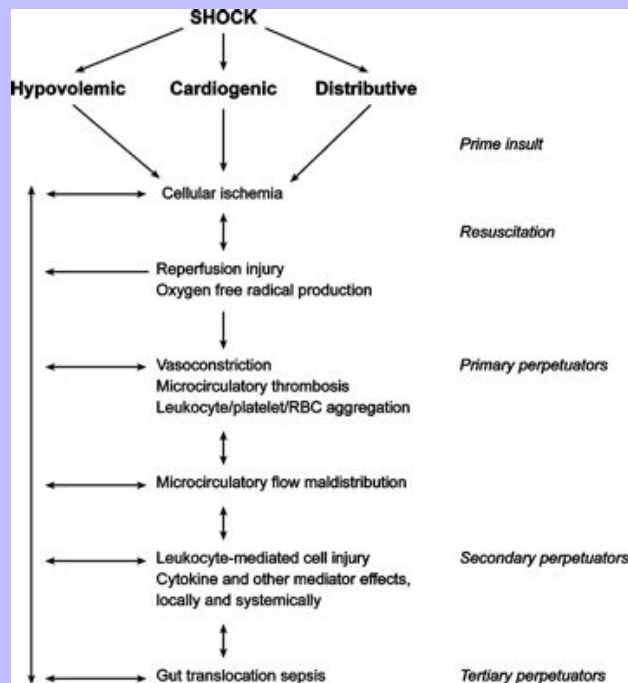 SHOCK
Hypovolemic Cardiogenic Distributive
Prime insult
Cellular ischemia
Resuscitation
Reperfusion injury
Oxygen free radical production
Vasoconstriction Primary perpetuators
Microcirculatory thrombosis
Leukocyte/platelet/RBC aggregation
Microcirculatory flow maldistribution
Leukocyte-mediated cell injury Secondary perpetuators
Cytokine and other mediator effects,
locally and systemically
Gut translocation sepsis Tertiary perpetuators